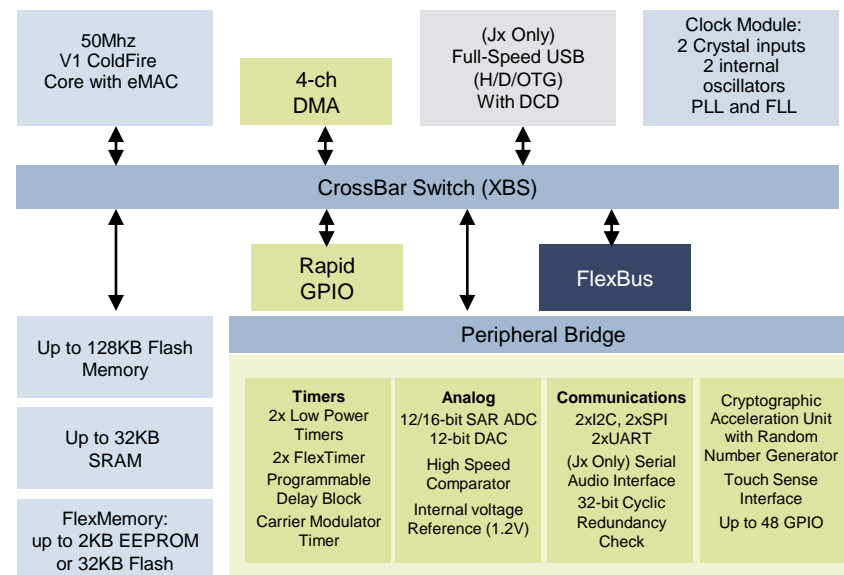 50Mhz
V1 ColdFire
Core with eMAC
4-ch
DMA
(Jx Only)
Full-Speed USB
(H/D/OTG)
With DCD
Clock Module:
2 Crystal inputs
2 internal
oscillators
PLL and FLL
CrossBar Switch (XBS)
Rapid
GPIO
FlexBus
Up to 128KB Flash
Memory
Up to 32KB
SRAM
FlexMemory:
up to 2KB EEPROM
or 32KB Flash
Peripheral Bridge
Timers
2x Low Power
Timers
2x FlexTimer
Programmable
Delay Block
Carrier Modulator
Timer
Analog
12/16-bit SAR ADC
12-bit DAC
High Speed
Comparator
Internal voltage
Reference (1.2V)
Communications
2xI2C, 2xSPI
2xUART
(Jx Only) Serial
Audio Interface
32-bit Cyclic
Redundancy
Check
Cryptographic
Acceleration Unit
with Random
Number Generator
Touch Sense
Interface
Up to 48 GPIO